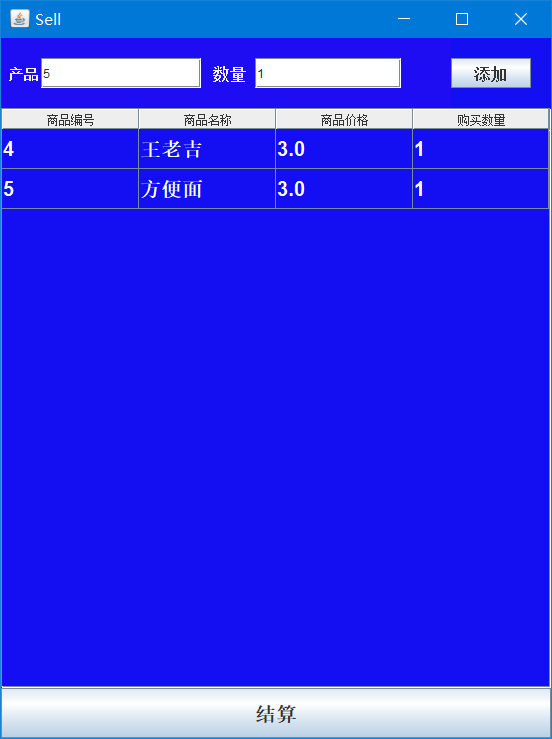 Sell
产品 5 数量 1 添加
商品编号 商品名称 商品价格 购买数量
4 王老吉 3.0 1
5 方便面 3.0 1
结算